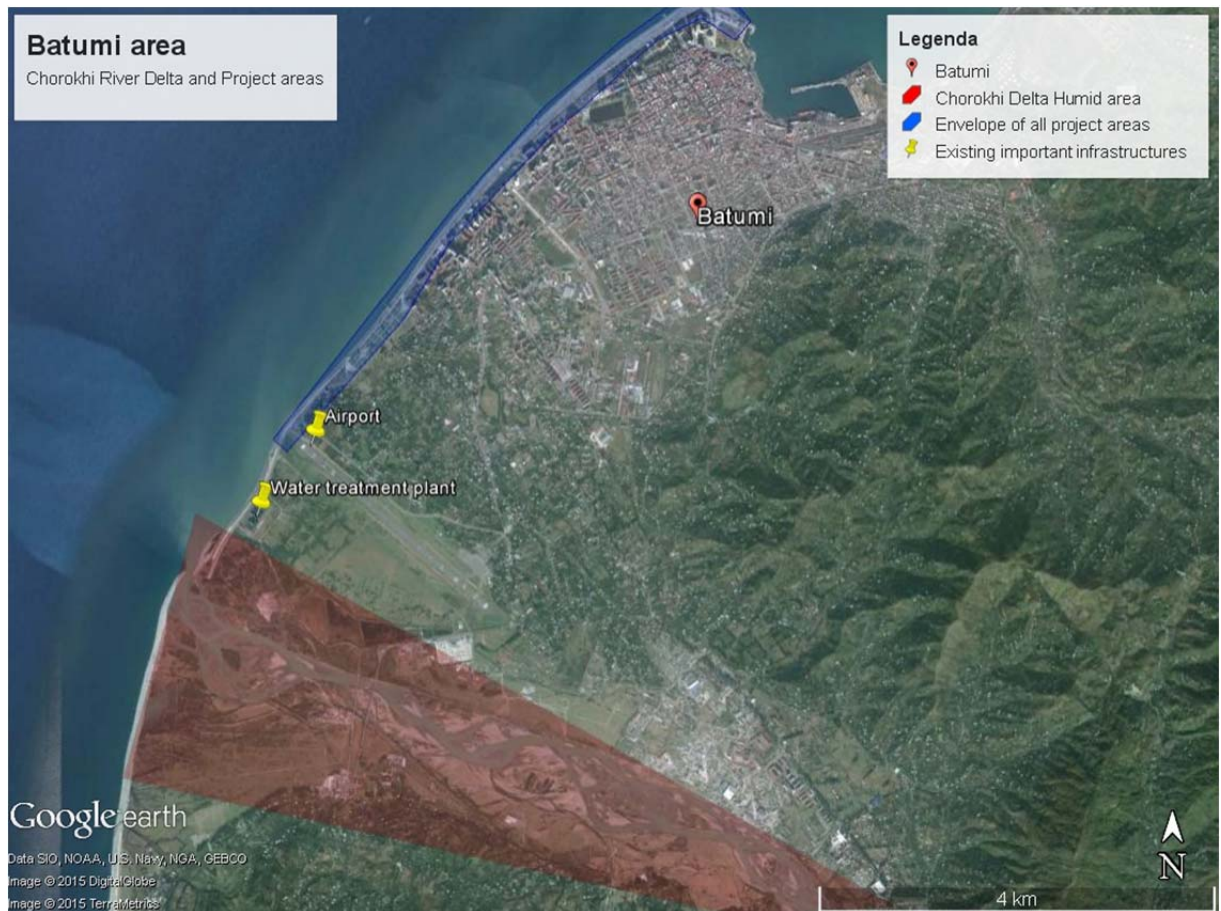 Batumi area
Chorokhi River Delta and Project areas
Legenda
Batumi
Chorokhi Delta Humid area
Envelope of all project areas
Existing important infrastructures
Batumi
Airport
Water treatment plant
Google earth
Data SIO, NOAA, U.S. Navy, NGA, GEBCO
Image © 2015 DigitalGlobe
Image © 2015 TerraMetrics
N
4 km